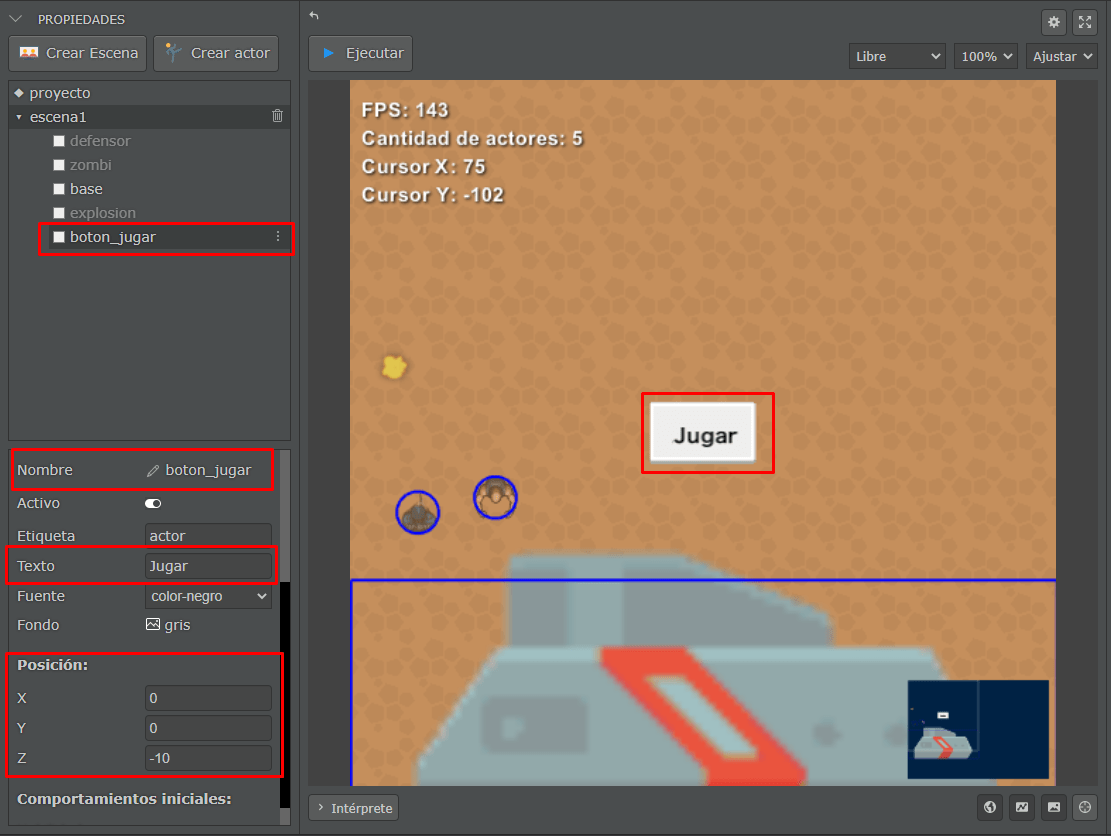 PROPIEDADES
Crear Escena
Crear actor
proyecto
escena1
defensor
zombi
base
explosion
boton_jugar
Nombre boton_jugar
Activo
Etiqueta actor
Texto Jugar
Fuente color-negro
Fondo gris
Posición:
X 0
Y 0
Z -10
Comportamientos iniciales:
Ejecutar
Libre 100% Ajustar
FPS: 143
Cantidad de actores: 5
Cursor X: 75
Cursor Y: -102
Jugar
Intérprete